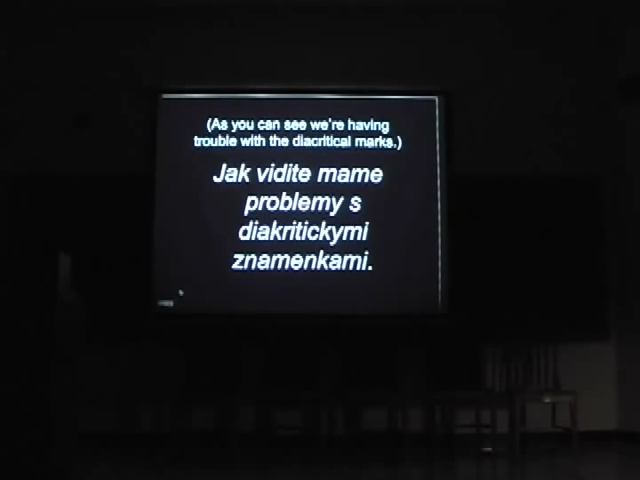 (As you can see we're having
trouble with the diacritical marks.)
Jak vidite mame
problemy s
diakritickymi
znamenkami.